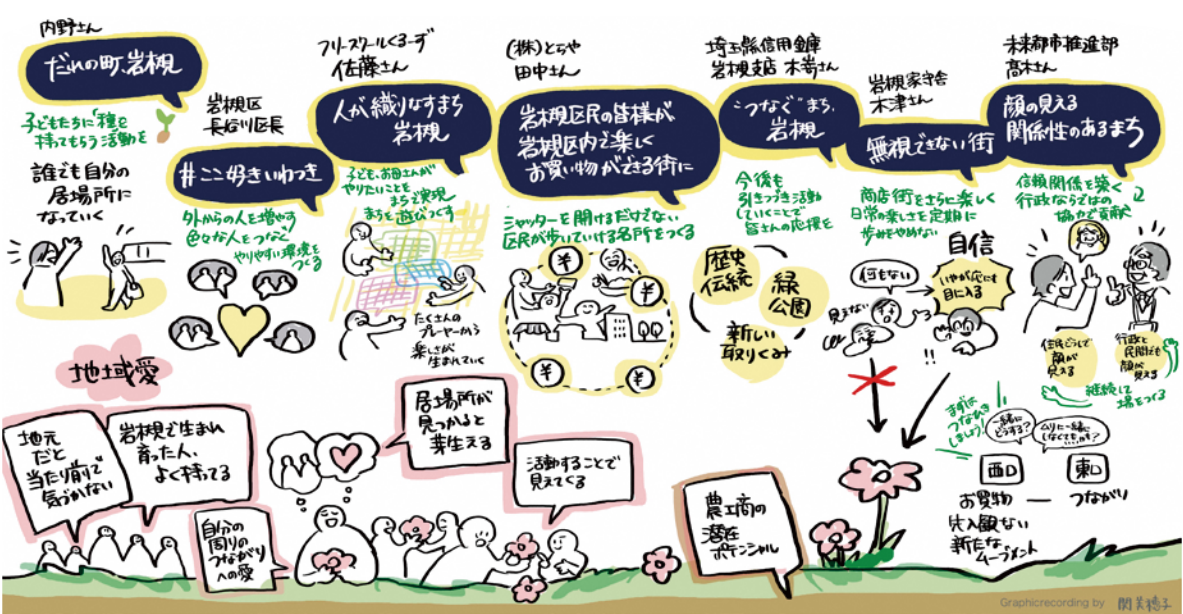 内野さん
だれの町、岩槻
子どもたちに「種を
持ってもらう活動を
誰でも自分の
居場所に
なっていく
岩槻区
長谷川区長
#ここ好きいわつき
外からの人を増やす
色々な人をつなど
やりやすい環境を
つくる
フリースクールくるーず
佐藤さん
人が織りなすまち
岩槻
子ども、お母さんが
やりたいことを
まちで実現
まちを遊びつくす
たくさんの
プレーヤーから
楽しさが
生まれていく
(株)とらや
田中さん
岩槻区民の皆様が
岩槻区内で楽しく
お買い物ができる街に
シャッターを開けるだけでない
区民が歩いていける名所をつくる
¥
¥
¥
¥
埼玉縣信用金庫
岩槻支店 本嵜さん
"つなぐ"まち、
岩槻
今後も
引きつづき活動
していくことで
皆さんの応援を
歴史
伝統
緑
公園
新しい
取りくみ
岩槻家守舎
木津さん
無視できない街
商店街をさらに楽しく
日常の楽しさを定期に
歩みをやめない
自信
何もない
見えない
いやが応にも
目に入る
!!
未来都市推進部
髙木さん
顔の見える
関係性のあるまち
信頼関係を築く
行政ならではの
協力で貢献
住民どうしで
顔が
見える
行政と
民間でも
顔が
見える
継続して
場をつくる
まずは
つなひき
しましょう!
一緒に
どうする?
ムリに一緒に
しなくても、かも?
西口
東口
お買物 ― つながり
先入観ない
新たな
ムーブメント
地域愛
地元
だと
当たり前で
気づかない
岩槻で生まれ
育った人、
よく持ってる
自分の
周りの
つながり
への愛
居場所が
見つかると
芽生える
活動することで
見えてくる
農工商の
潜在
ポテンシャル
Graphicrecording by 関美穂子